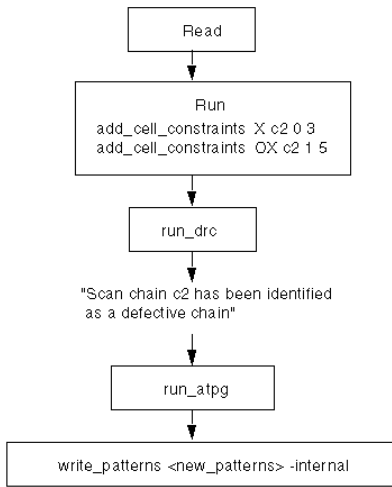 Read
Run
add_cell_constraints X c2 0 3
add_cell_constraints OX c2 1 5
run_drc
"Scan chain c2 has been identified
as a defective chain"
run_atpg
write_patterns <new_patterns> -internal